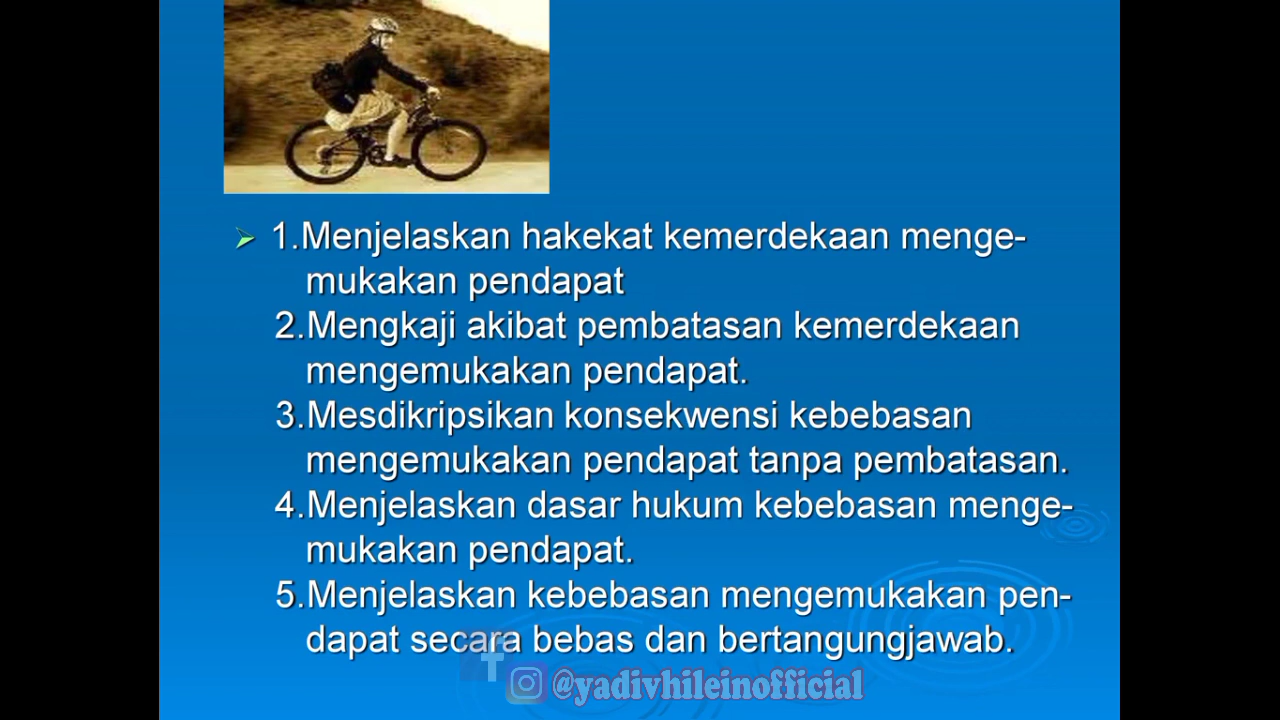 1.Menjelaskan hakekat kemerdekaan menge-
mukakan pendapat
2.Mengkaji akibat pembatasan kemerdekaan
mengemukakan pendapat.
3.Mesdikripsikan konsekwensi kebebasan
mengemukakan pendapat tanpa pembatasan.
4.Menjelaskan dasar hukum kebebasan menge-
mukakan pendapat.
5.Menjelaskan kebebasan mengemukakan pen-
dapat secara bebas dan bertangungjawab.
@yadivhileinofficial